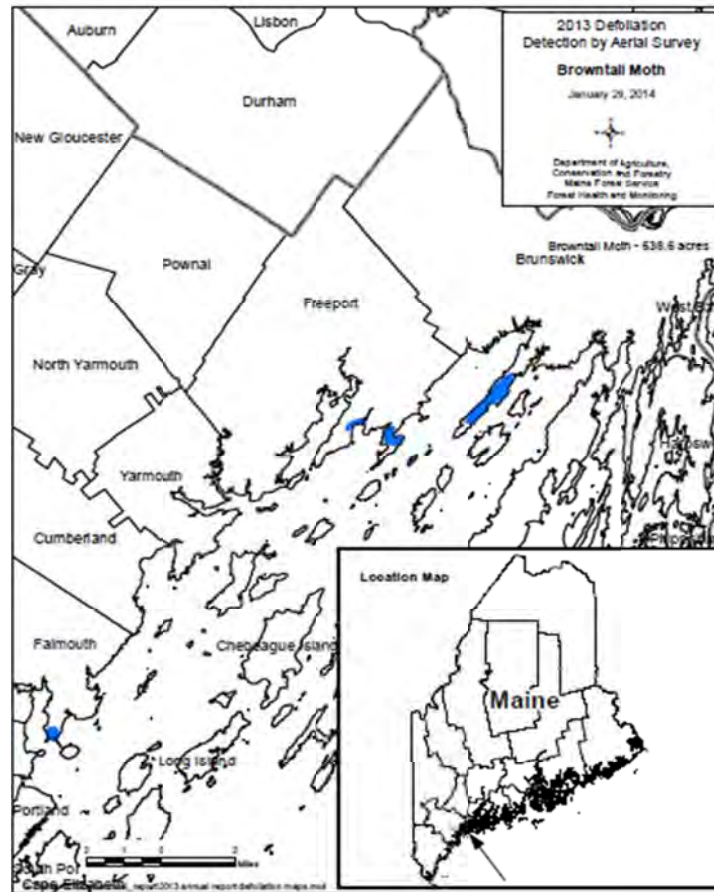 Auburn
Lisbon
2013 Defoliation
Detection by Aerial Survey
Browntail Moth
January 29, 2014
Department of Agriculture,
Conservation and Forestry
Maine Forest Service
Forest Health and Monitoring
Durham
New Gloucester
Browntail Moth - 638.6 acres
Brunswick
Pownal
Gray
Freeport
North Yarmouth
Yarmouth
Cumberland
Location Map
Maine
Falmouth
Chebeague Island
Long Island
Portland
Miles
Cape Elizabeth